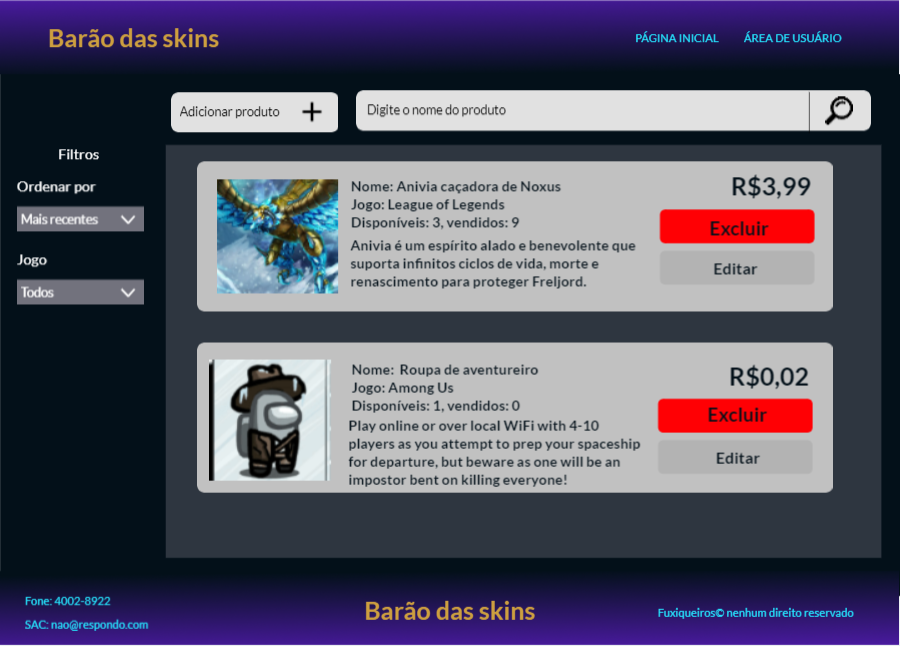 Barão das skins
PÁGINA INICIAL
ÁREA DE USUÁRIO
Adicionar produto
Digite o nome do produto
Filtros
Ordenar por
Mais recentes
Jogo
Todos
Nome: Anivia caçadora de Noxus
Jogo: League of Legends
Disponíveis: 3, vendidos: 9
Anivia é um espírito alado e benevolente que
suporta infinitos ciclos de vida, morte e
renascimento para proteger Freljord.
R$3,99
Excluir
Editar
Nome: Roupa de aventureiro
Jogo: Among Us
Disponíveis: 1, vendidos: 0
Play online or over local WiFi with 4-10
players as you attempt to prep your spaceship
for departure, but beware as one will be an
impostor bent on killing everyone!
R$0,02
Excluir
Editar
Fone: 4002-8922
SAC: nao@respondo.com
Barão das skins
Fuxiqueiros© nenhum direito reservado